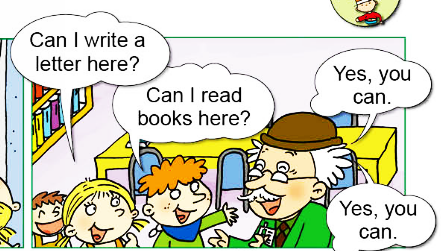 Can I write a
letter here?
Can I read
books here?
Yes, you
can.
Yes, you
can.